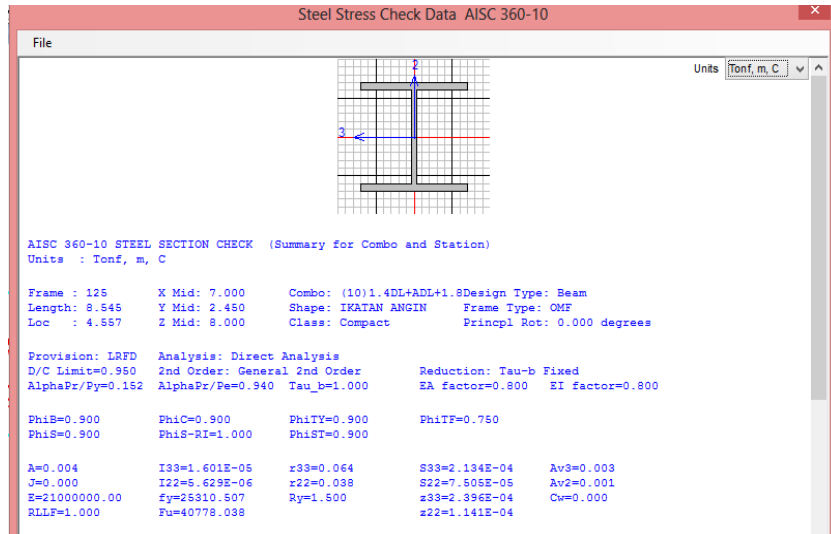 Steel Stress Check Data AISC 360-10
File
Units Tonf, m, C
2
3
AISC 360-10 STEEL SECTION CHECK (Summary for Combo and Station)
Units : Tonf, m, C
Frame : 125 X Mid: 7.000 Combo: (10)1.4DL+ADL+1.8Design Type: Beam
Length: 8.545 Y Mid: 2.450 Shape: IKATAN ANGIN Frame Type: OMF
Loc : 4.557 Z Mid: 8.000 Class: Compact Princpl Rot: 0.000 degrees
Provision: LRFD Analysis: Direct Analysis
D/C Limit=0.950 2nd Order: General 2nd Order Reduction: Tau-b Fixed
AlphaPr/Py=0.152 AlphaPr/Pe=0.940 Tau_b=1.000 EA factor=0.800 EI factor=0.800
PhiB=0.900 PhiC=0.900 PhiTY=0.900 PhiTF=0.750
PhiS=0.900 PhiS-RI=1.000 PhiST=0.900
A=0.004 I33=1.601E-05 r33=0.064 S33=2.134E-04 Av3=0.003
J=0.000 I22=5.629E-06 r22=0.038 S22=7.505E-05 Av2=0.001
E=21000000.00 fy=25310.507 Ry=1.500 z33=2.396E-04 Cw=0.000
RLLF=1.000 Fu=40778.038 z22=1.141E-04